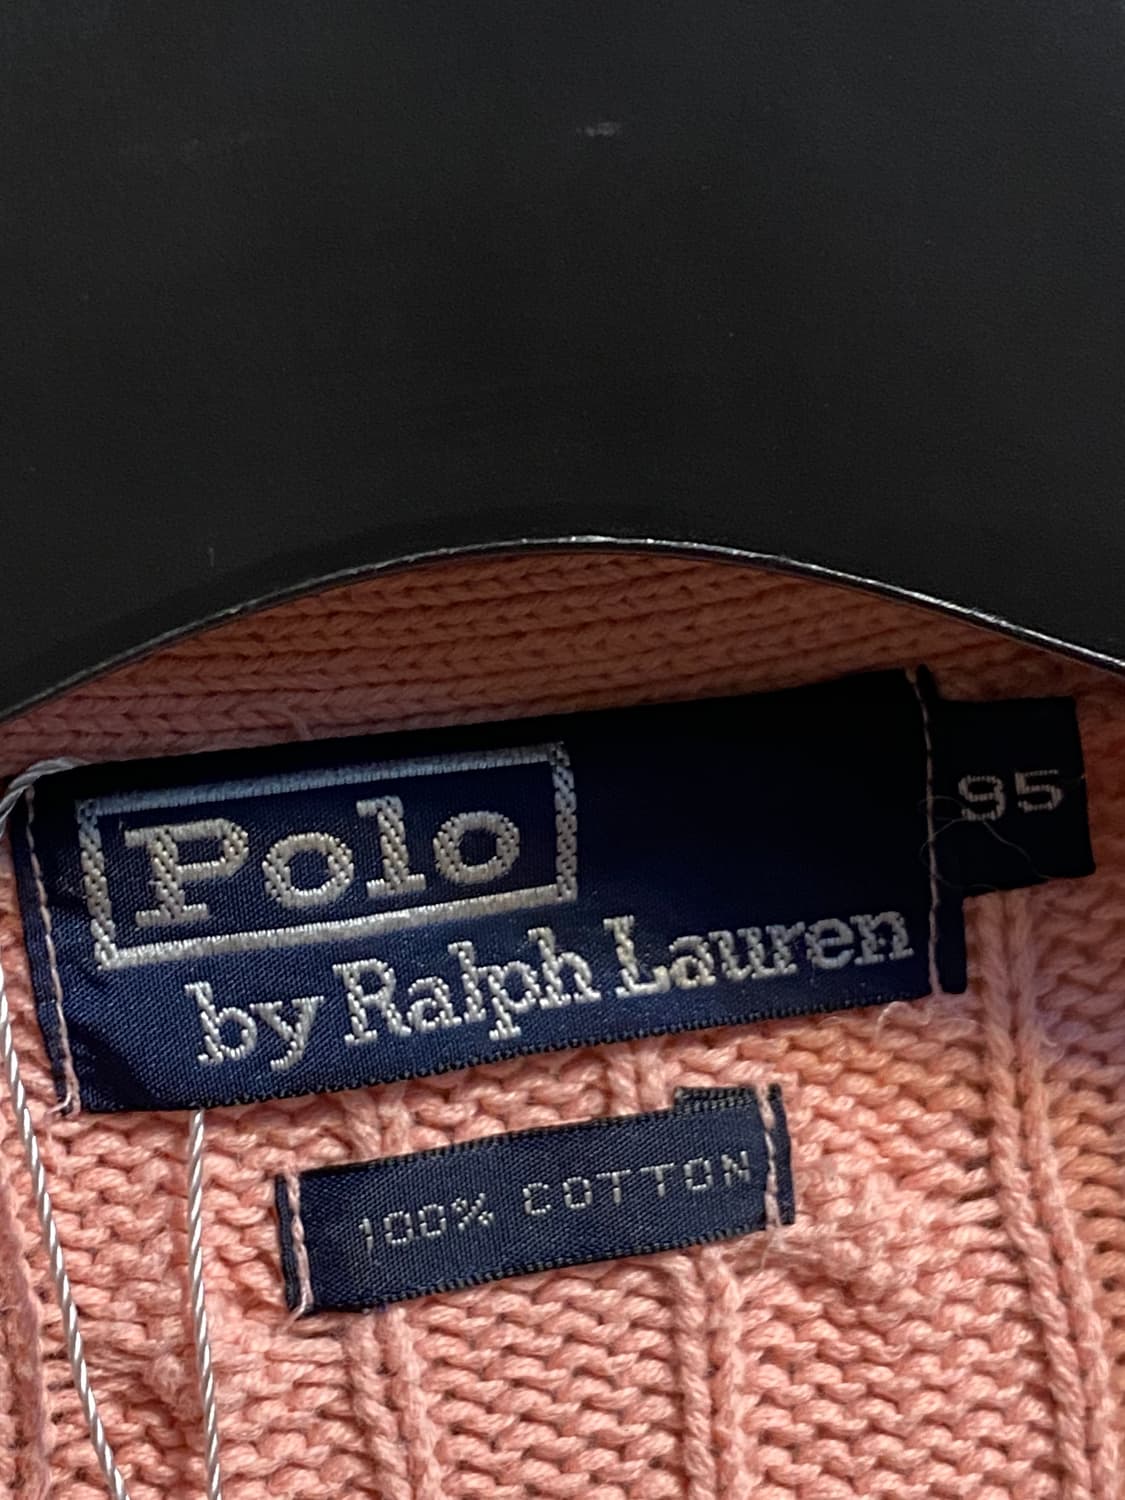 Polo
by Ralph Lauren
95
100% COTTON